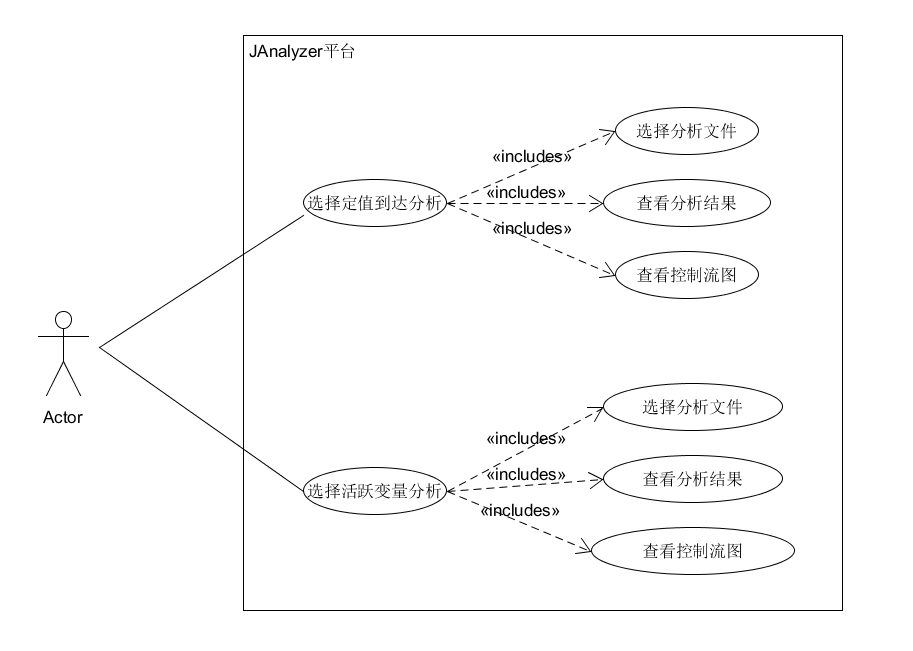 JAnalyzer平台
选择分析文件
«includes»
选择定值到达分析
«includes»
查看分析结果
«includes»
查看控制流图
Actor
选择分析文件
«includes»
选择活跃变量分析
«includes»
查看分析结果
«includes»
查看控制流图